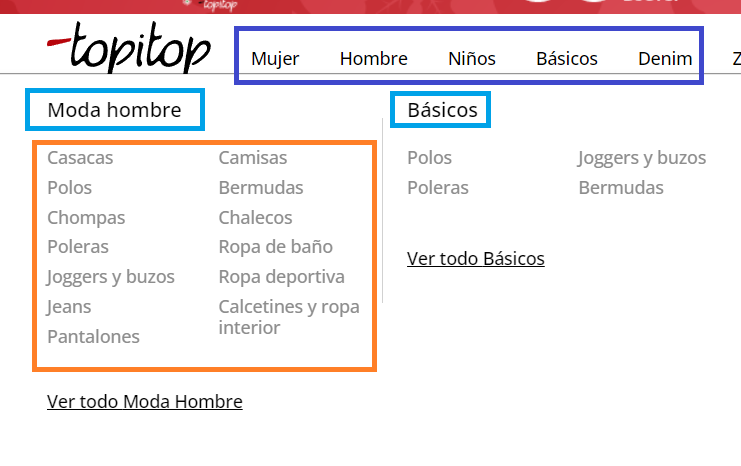 topitop
topitop
Mujer Hombre Niños Básicos Denim Z
Moda hombre
Casacas Camisas
Polos Bermudas
Chompas Chalecos
Poleras Ropa de baño
Joggers y buzos Ropa deportiva
Jeans Calcetines y ropa
interior
Pantalones
Ver todo Moda Hombre
Básicos
Polos Joggers y buzos
Poleras Bermudas
Ver todo Básicos